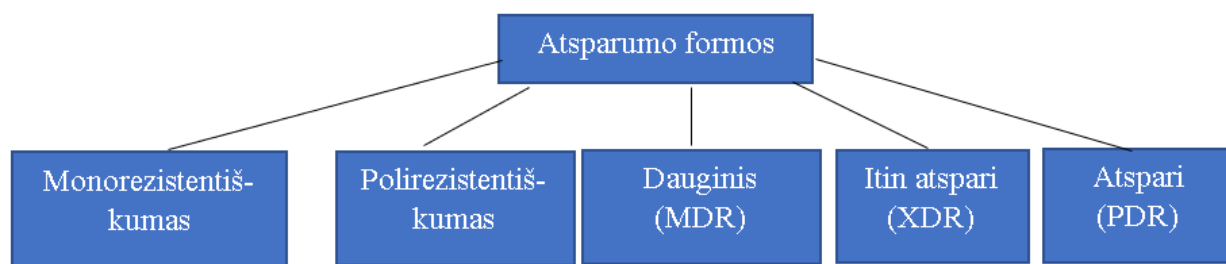 Atsparumo formos
Monorezistentiš-
kumas
Polirezistentiš-
kumas
Dauginis
(MDR)
Itin atspari
(XDR)
Atspari
(PDR)